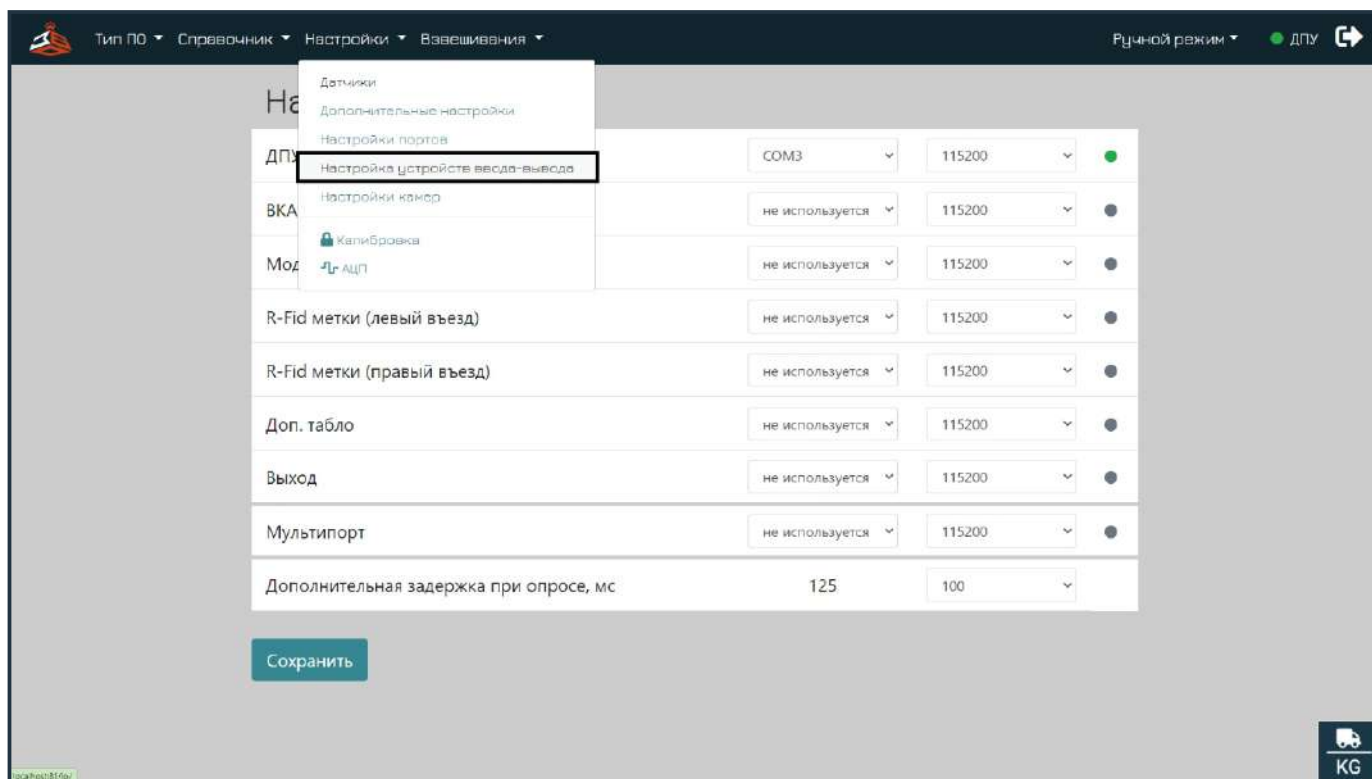 Тип ПО Справочник Настройки Взвешивания Ручной режим ДПУ
Датчики
На
Дополнительные настройки
Настройки портов
ДПУ COM3 115200
Настройка устройств ввода-вывода
Настройки камер
ВКА не используется 115200
Калибровка
Мод не используется 115200
АЦП
R-Fid метки (левый въезд) не используется 115200
R-Fid метки (правый въезд) не используется 115200
Доп. табло не используется 115200
Выход не используется 115200
Мультипорт не используется 115200
Дополнительная задержка при опросе, мс 125 100
Сохранить
KG